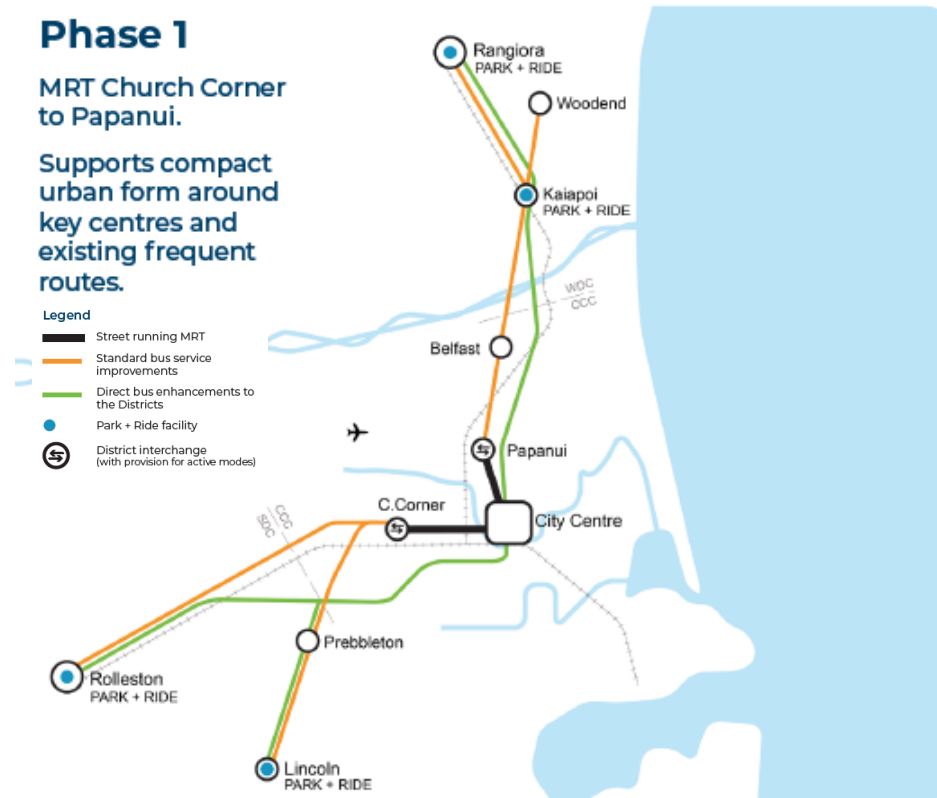 Phase 1
MRT Church Corner
to Papanui.
Supports compact
urban form around
key centres and
existing frequent
routes.
Legend
Street running MRT
Standard bus service
improvements
Direct bus enhancements to
the Districts
Park + Ride facility
District interchange
(with provision for active modes)
Rangiora
PARK + RIDE
Woodend
Kaiapoi
PARK + RIDE
WDC
CCC
Belfast
Papanui
C.Corner
City Centre
CCC
SDC
Prebbleton
Rolleston
PARK + RIDE
Lincoln
PARK + RIDE